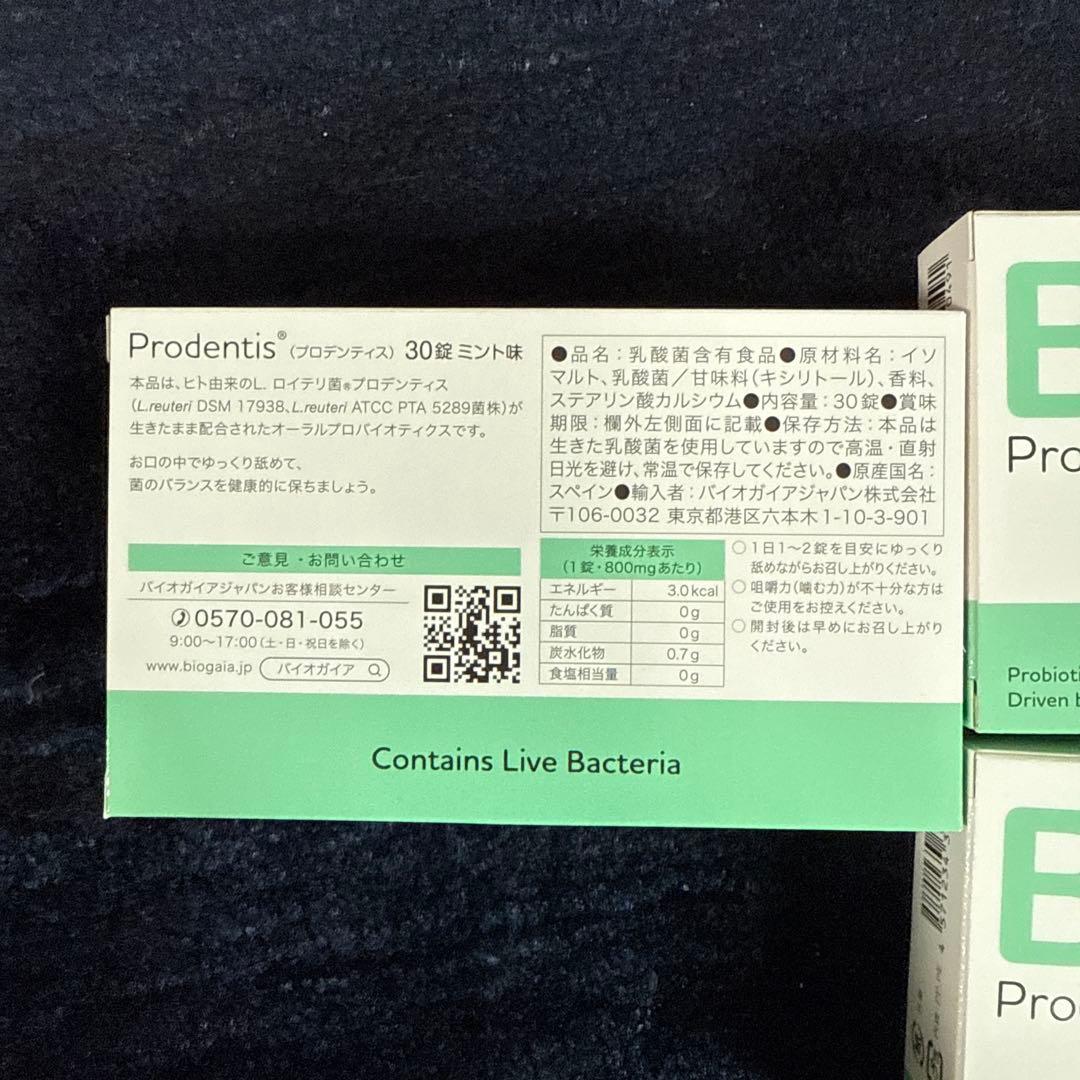 Prodentis®（プロデンティス）30錠 ミント味
本品は、ヒト由来のL. ロイテリ菌®プロデンティス
（L.reuteri DSM 17938、L.reuteri ATCC PTA 5289菌株）が
生きたまま配合されたオーラルプロバイオティクスです。
お口の中でゆっくり舐めて、
菌のバランスを健康的に保ちましょう。
ご意見・お問い合わせ
バイオガイアジャパンお客様相談センター
0570-081-055
9:00〜17:00（土・日・祝日を除く）
www.biogaia.jp バイオガイア
●品名：乳酸菌含有食品●原材料名：イソ
マルト、乳酸菌／甘味料（キシリトール）、香料、
ステアリン酸カルシウム●内容量：30錠●賞味
期限：欄外左側面に記載●保存方法：本品は
生きた乳酸菌を使用していますので高温・直射
日光を避け、常温で保存してください。●原産国名：
スペイン●輸入者：バイオガイアジャパン株式会社
〒106-0032 東京都港区六本木1-10-3-901
栄養成分表示
（1錠・800mgあたり）
エネルギー 3.0kcal
たんぱく質 0g
脂質 0g
炭水化物 0.7g
食塩相当量 0g
○1日1〜2錠を目安にゆっくり
舐めながらお召し上がりください。
○咀嚼力（噛む力）が不十分な方は
ご使用をお控えください。
○開封後は早めにお召し上がり
ください。
Contains Live Bacteria
B
Pro
Probioti
Driven b
B
Pro